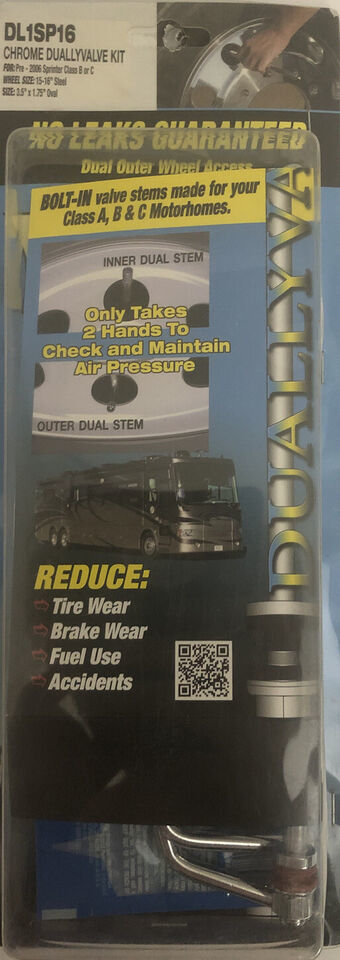 DL1SP16
CHROME DUALLYVALVE KIT
FOR: Pre - 2006 Sprinter Class B or C
WHEEL SIZE: 15-16" Steel
SIZE: 3.5" x 1.75" Oval
NO LEAKS GUARANTEED
Dual Outer Wheel Access
BOLT-IN valve stems made for your
Class A, B & C Motorhomes.
INNER DUAL STEM
Only Takes
2 Hands To
Check and Maintain
Air Pressure
OUTER DUAL STEM
DUALLYVA
REDUCE:
Tire Wear
Brake Wear
Fuel Use
Accidents